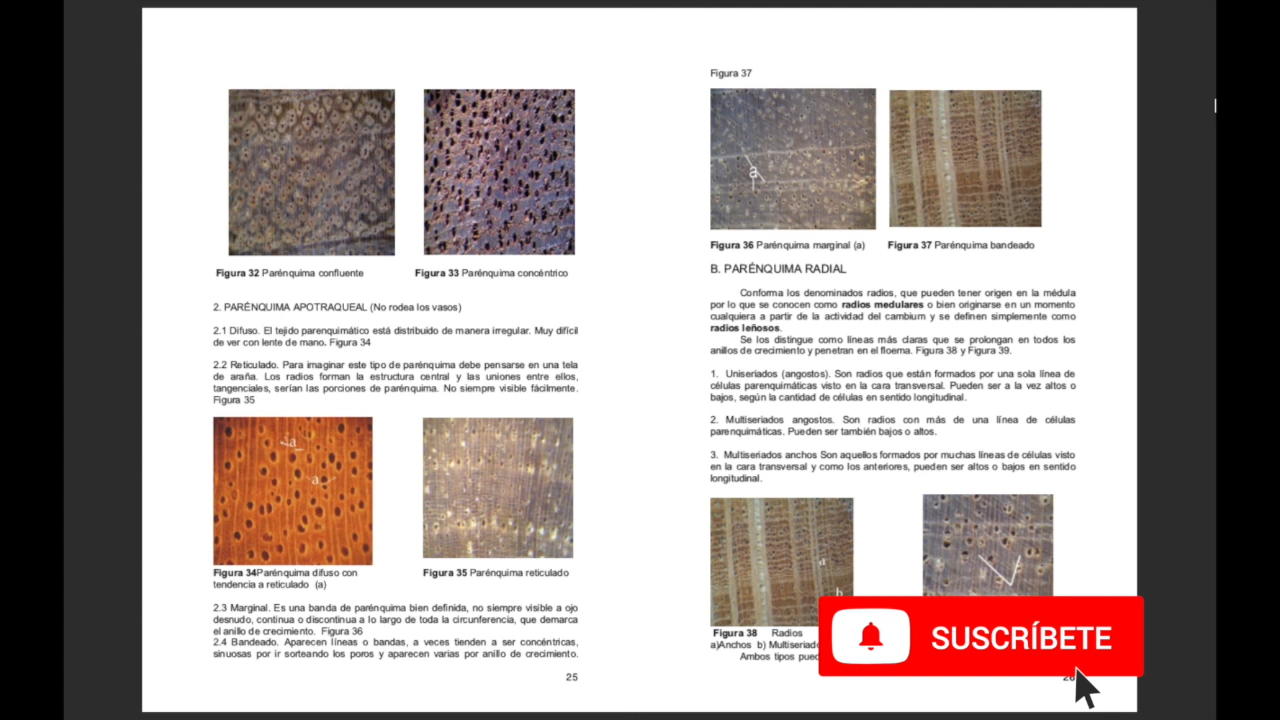 Figura 32 Parénquima confluente
Figura 33 Parénquima concéntrico
2. PARÉNQUIMA APOTRAQUEAL (No rodea los vasos)
2.1 Difuso. El tejido parenquimático está distribuido de manera irregular. Muy difícil
de ver con lente de mano. Figura 34
2.2 Reticulado. Para imaginar este tipo de parénquima debe pensarse en una tela
de araña. Los radios forman la estructura central y las uniones entre ellos,
tangenciales, serían las porciones de parénquima. No siempre visible fácilmente.
Figura 35
a
a
Figura 34Parénquima difuso con
tendencia a reticulado (a)
Figura 35 Parénquima reticulado
2.3 Marginal. Es una banda de parénquima bien definida, no siempre visible a ojo
desnudo, continua o discontinua a lo largo de toda la circunferencia, que demarca
el anillo de crecimiento. Figura 36
2.4 Bandeado. Aparecen líneas o bandas, a veces tienden a ser concéntricas,
sinuosas por ir sorteando los poros y aparecen varias por anillo de crecimiento.
25
Figura 37
a
Figura 36 Parénquima marginal (a)
Figura 37 Parénquima bandeado
B. PARÉNQUIMA RADIAL
Conforma los denominados radios, que pueden tener origen en la médula
por lo que se conocen como radios medulares o bien originarse en un momento
cualquiera a partir de la actividad del cambium y se definen simplemente como
radios leñosos.
Se los distingue como líneas más claras que se prolongan en todos los
anillos de crecimiento y penetran en el floema. Figura 38 y Figura 39.
1. Uniseriados (angostos). Son radios que están formados por una sola línea de
células parenquimáticas visto en la cara transversal. Pueden ser a la vez altos o
bajos, según la cantidad de células en sentido longitudinal.
2. Multiseriados angostos. Son radios con más de una línea de células
parenquimáticas. Pueden ser también bajos o altos.
3. Multiseriados anchos Son aquellos formados por muchas líneas de células visto
en la cara transversal y como los anteriores, pueden ser altos o bajos en sentido
longitudinal.
a
b
Figura 38 Radios
a)Anchos b)
Ambos tipos
SUSCRÍBETE